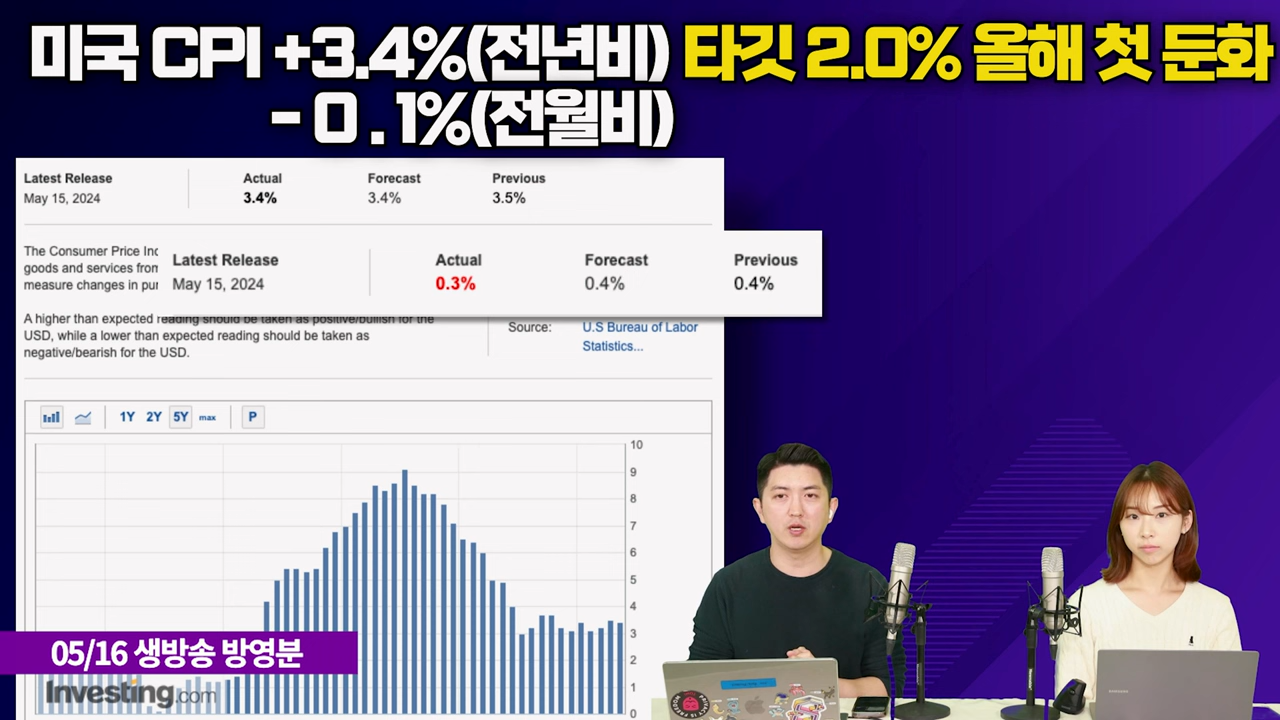 미국 CPI +3.4%(전년비) 타깃 2.0% 올해 첫 둔화
- 0 . 1%(전월비)
Latest Release Actual Forecast Previous
May 15, 2024 3.4% 3.4% 3.5%
The Consumer Price
goods and services from
measure changes in
Latest Release Actual Forecast Previous
May 15, 2024 0.3% 0.4% 0.4%
A higher than expected reading should be taken as positive/bullish for the
USD, while a lower than expected reading should be taken as
negative/bearish for the USD.
Source: U.S Bureau of Labor
Statistics...
1Y 2Y 5Y max P
10
9
8
7
6
5
4
3
2
1
0
05/16 생방송 방영분
Investing.com